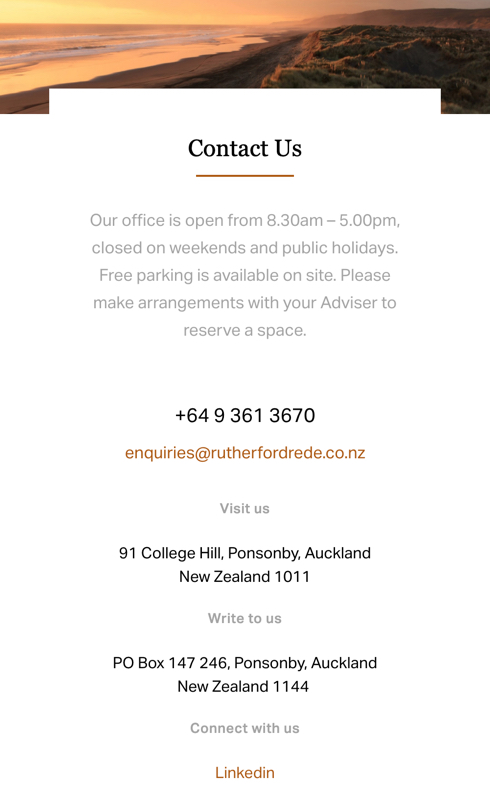 Contact Us
Our office is open from 8.30am – 5.00pm,
closed on weekends and public holidays.
Free parking is available on site. Please
make arrangements with your Adviser to
reserve a space.
+64 9 361 3670
enquiries@rutherfordrede.co.nz
Visit us
91 College Hill, Ponsonby, Auckland
New Zealand 1011
Write to us
PO Box 147 246, Ponsonby, Auckland
New Zealand 1144
Connect with us
Linkedin